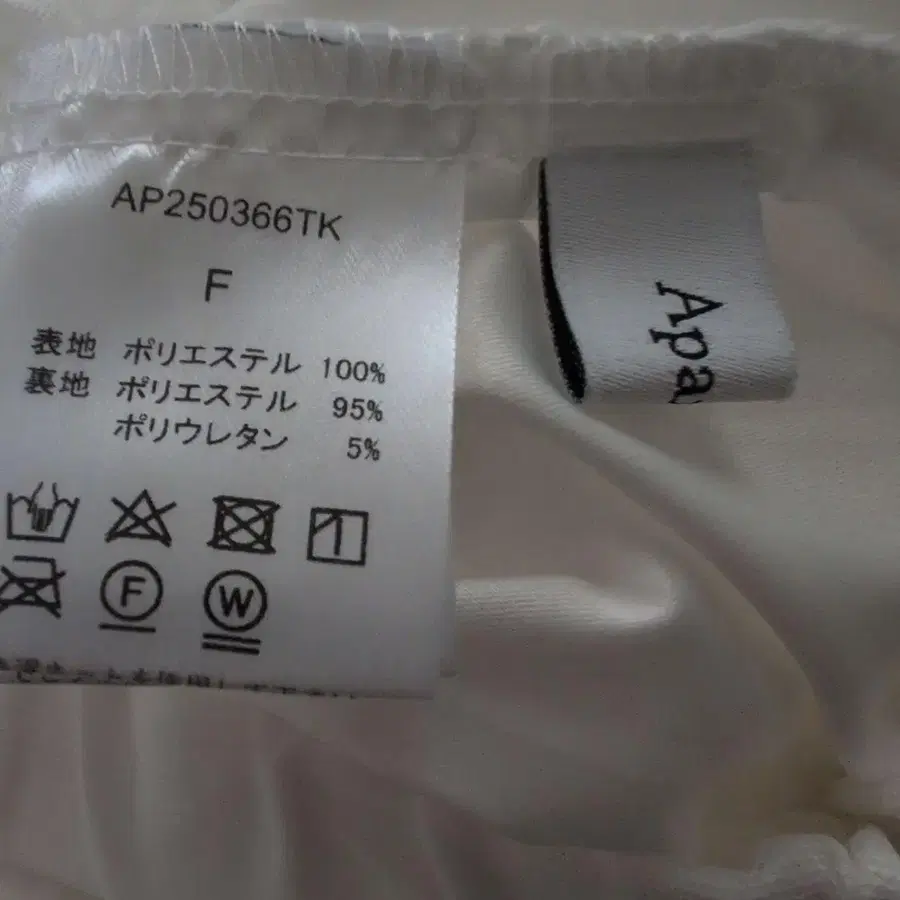 AP250366TK
F
表地 ポリエステル 100%
裏地 ポリエステル 95%
ポリウレタン 5%
F
W
Apa